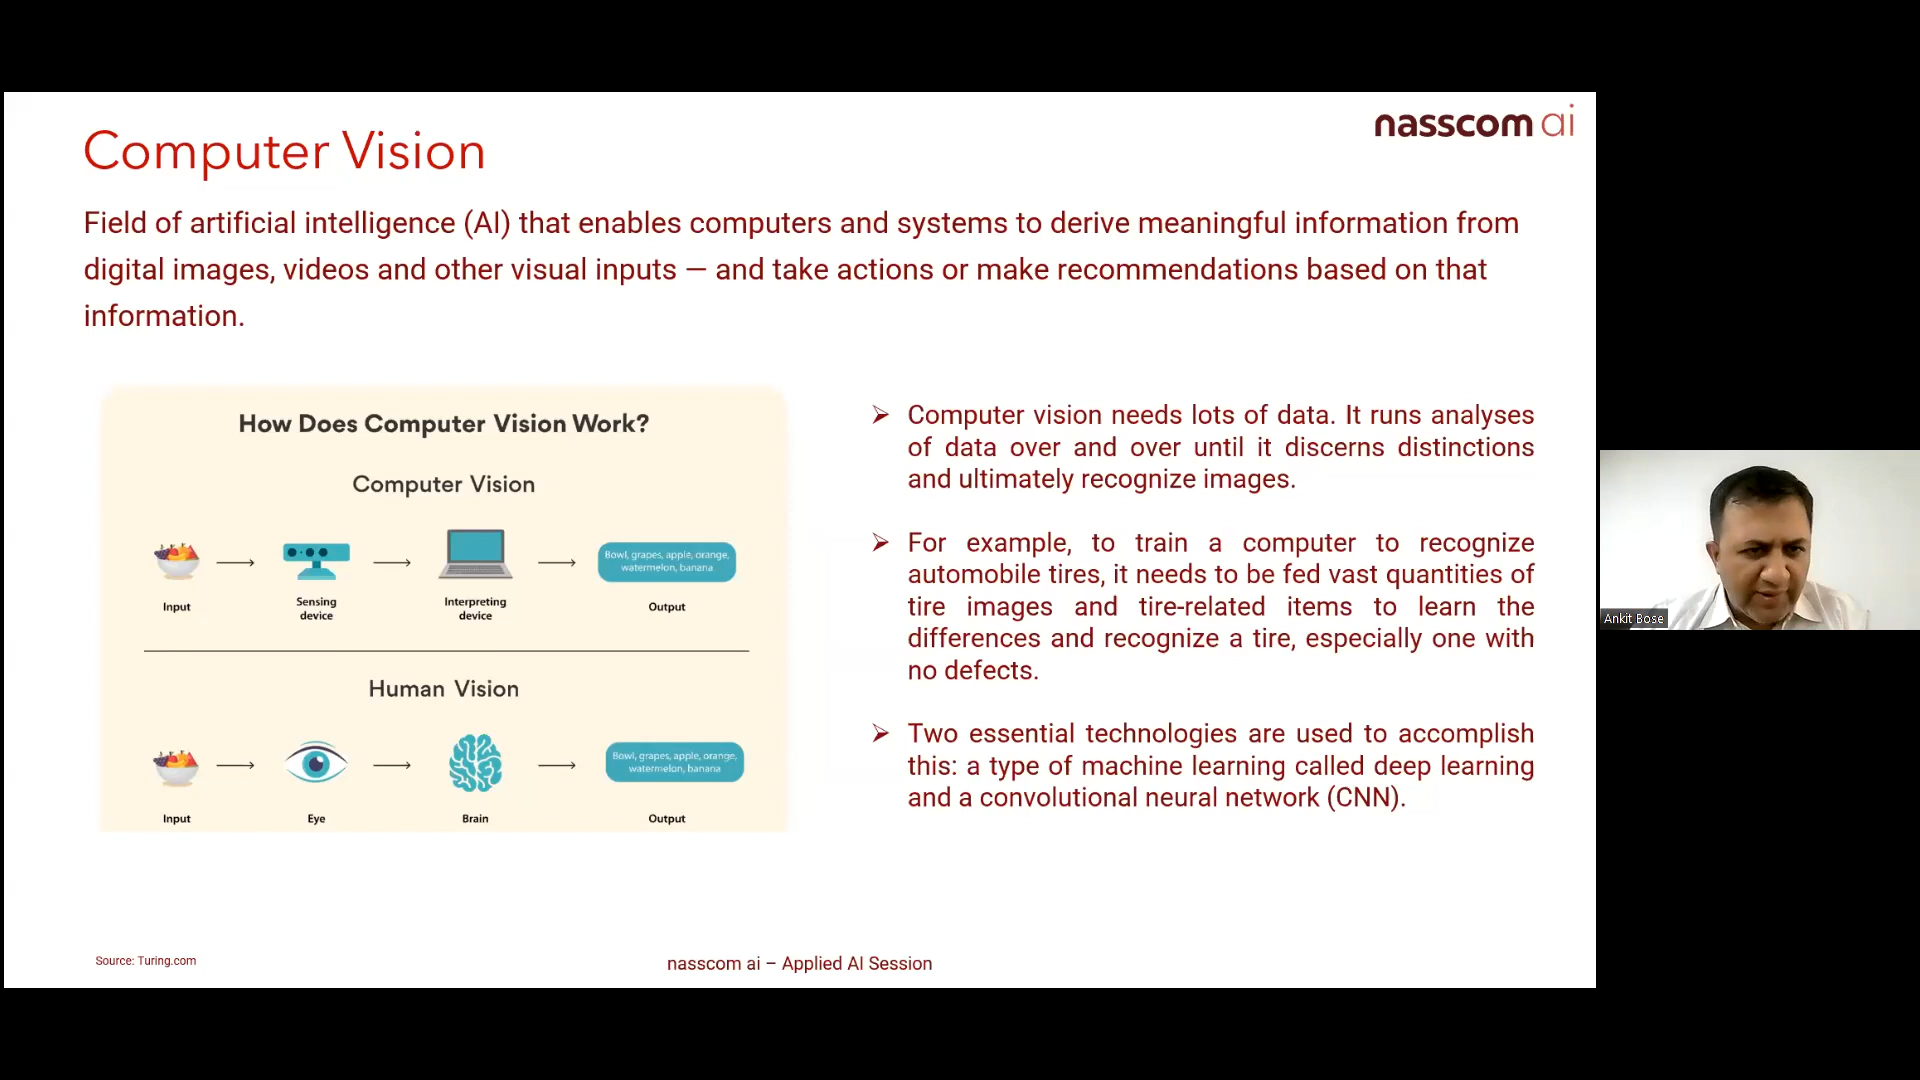 nasscom ai
Computer Vision
Field of artificial intelligence (AI) that enables computers and systems to derive meaningful information from
digital images, videos and other visual inputs — and take actions or make recommendations based on that
information.
How Does Computer Vision Work?
Computer Vision
Bowl, grapes, apple, orange,
watermelon, banana
Input
Sensing
device
Interpreting
device
Output
Human Vision
Bowl, grapes, apple, orange,
watermelon, banana
Input
Eye
Brain
Output
➢ Computer vision needs lots of data. It runs analyses
of data over and over until it discerns distinctions
and ultimately recognize images.
➢ For example, to train a computer to recognize
automobile tires, it needs to be fed vast quantities of
tire images and tire-related items to learn the
differences and recognize a tire, especially one with
no defects.
➢ Two essential technologies are used to accomplish
this: a type of machine learning called deep learning
and a convolutional neural network (CNN).
Ankit Bose
Source: Turing.com
nasscom ai – Applied AI Session